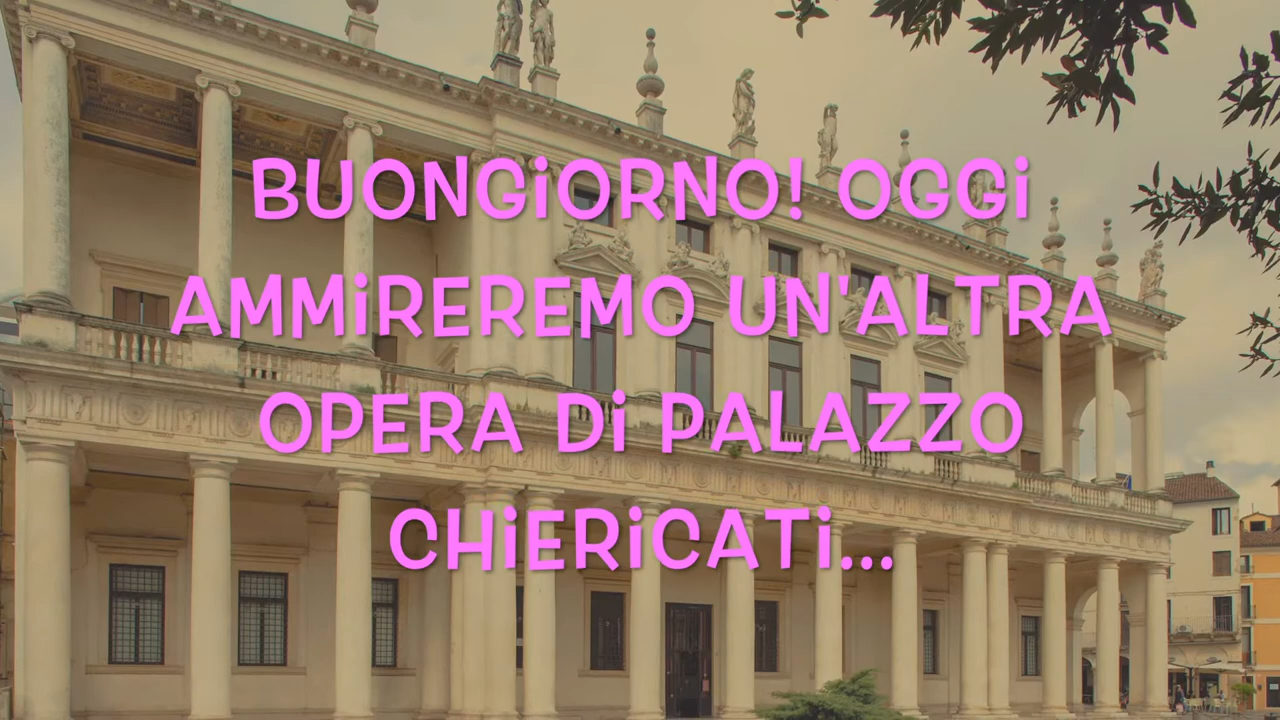 BUONGiORNO! OGGi
AMMiREREMO UN'ALTRA
OPERA Di PALAZZO
CHiERiCATi...